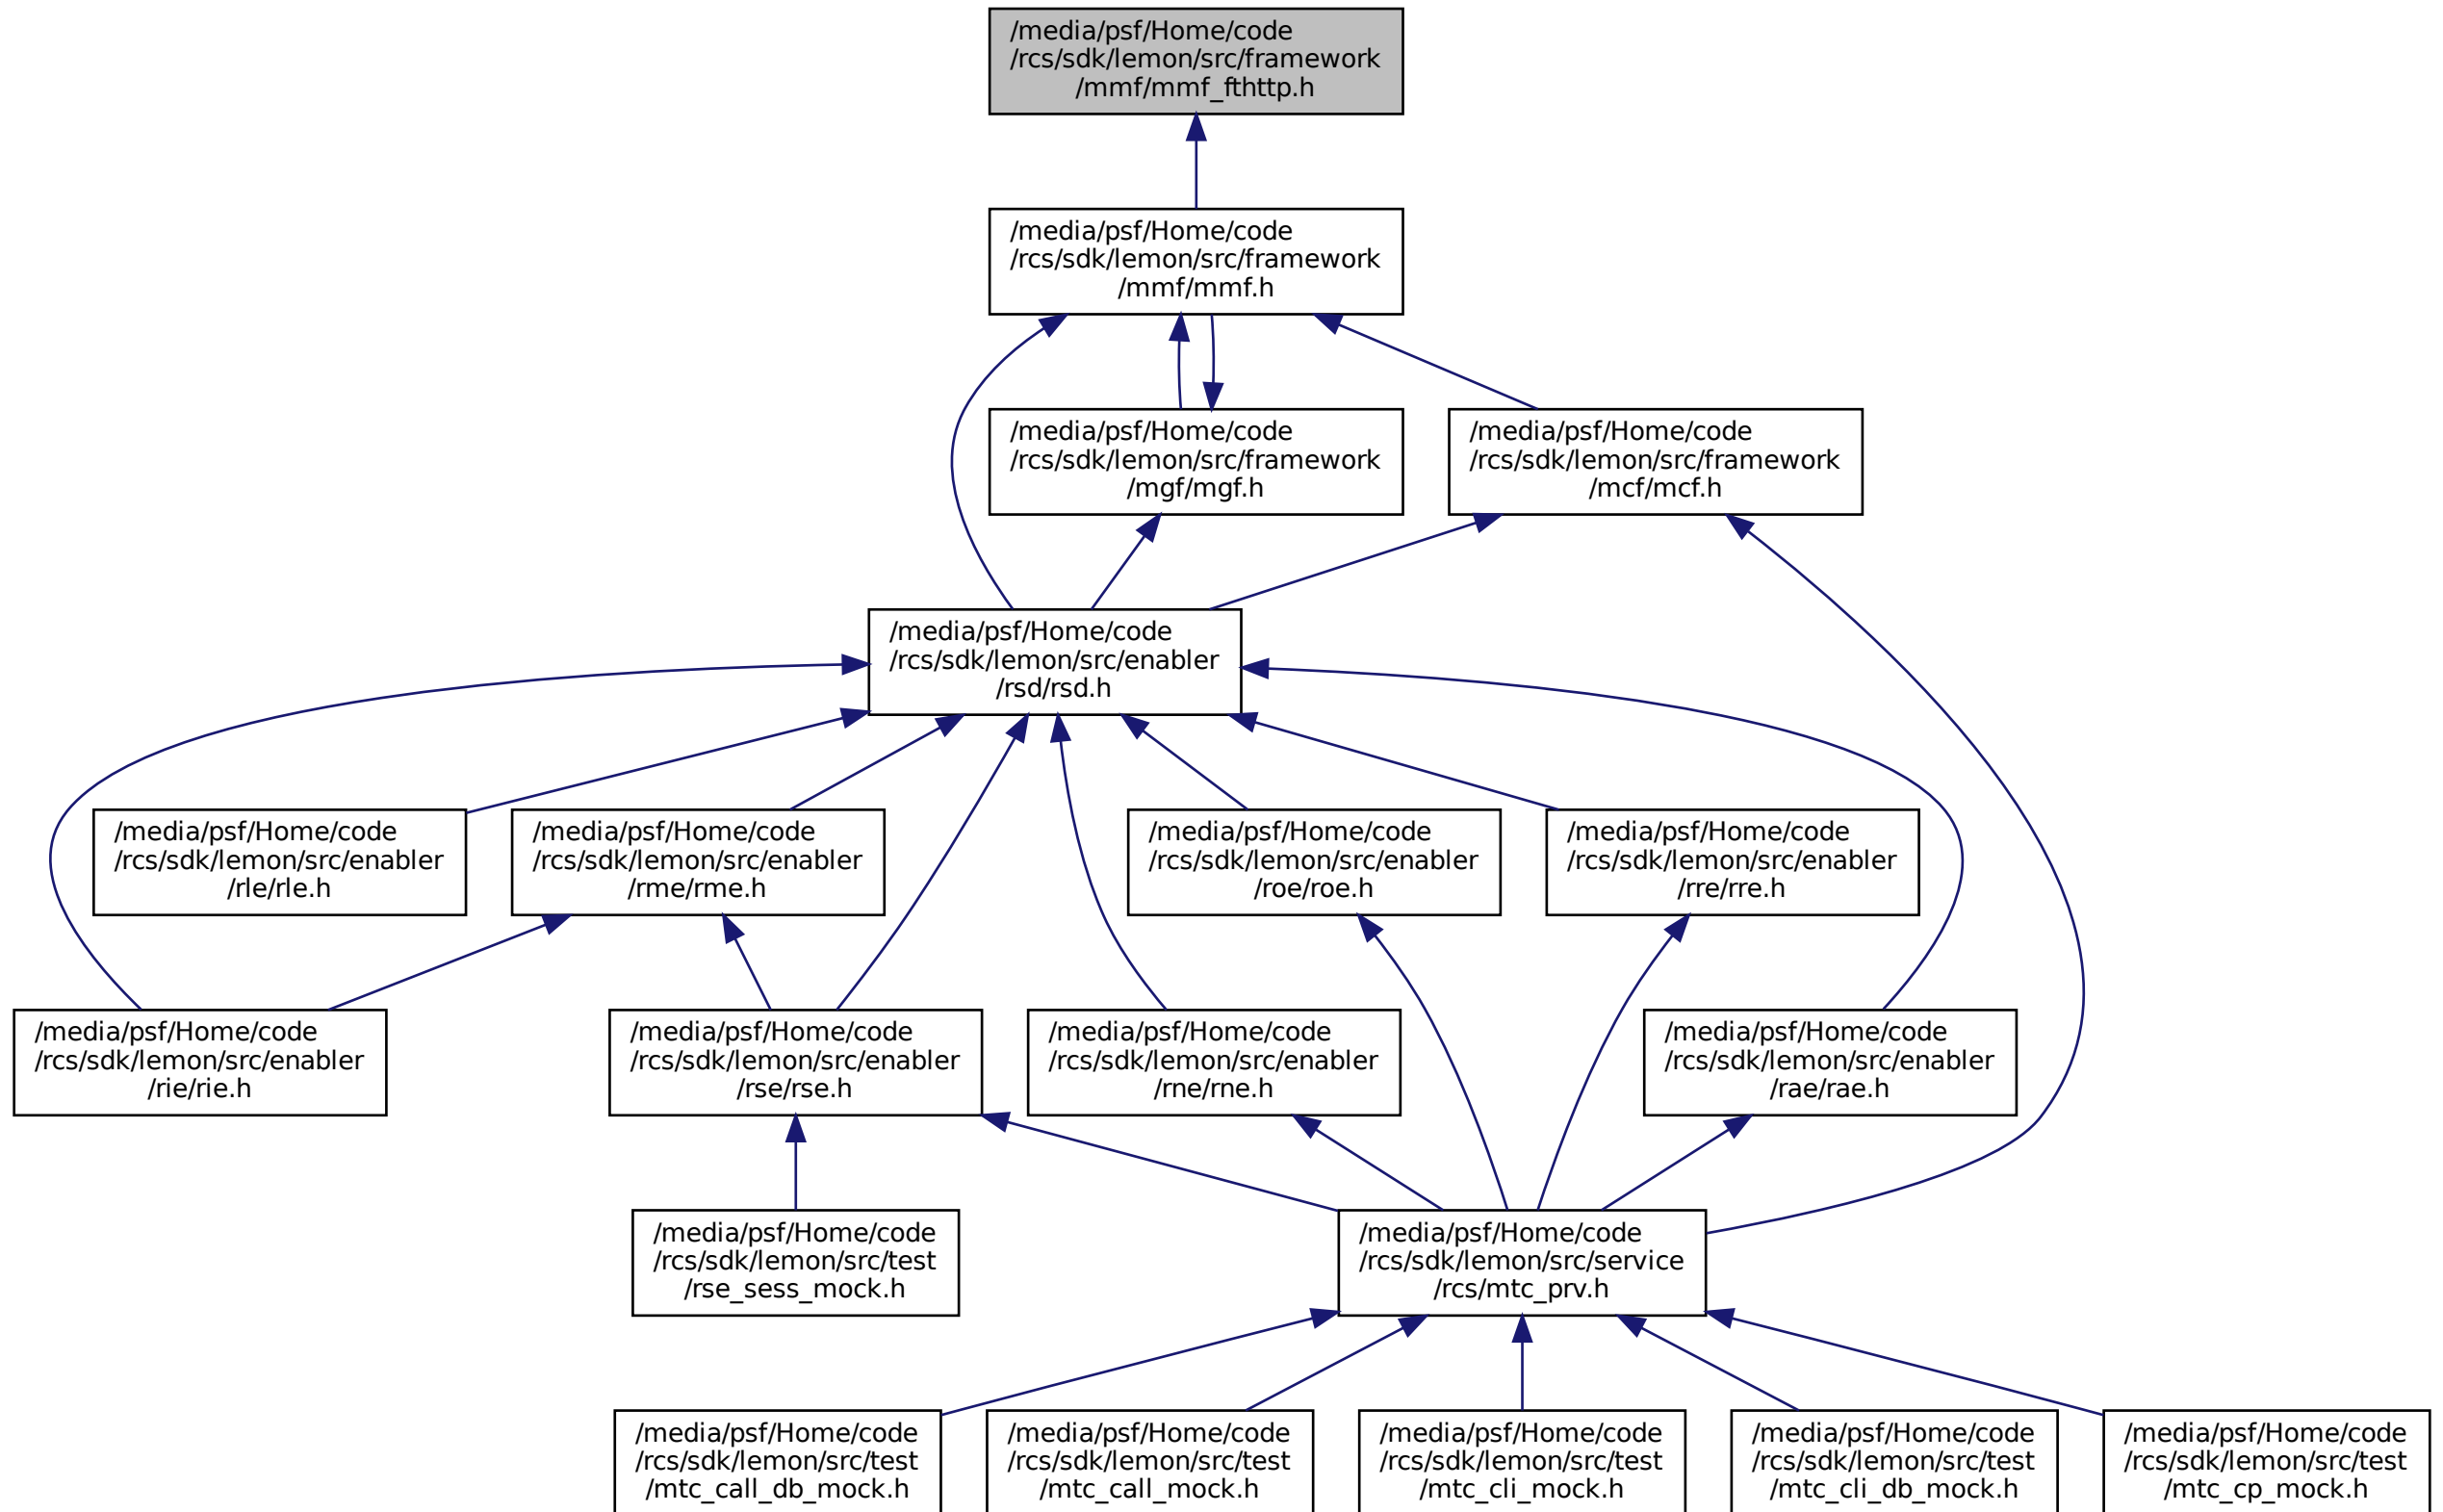 /media/psf/Home/code
/rcs/sdk/lemon/src/framework
/mmf/mmf_fthttp.h
/media/psf/Home/code
/rcs/sdk/lemon/src/framework
/mmf/mmf.h
/media/psf/Home/code
/rcs/sdk/lemon/src/framework
/mgf/mgf.h
/media/psf/Home/code
/rcs/sdk/lemon/src/framework
/mcf/mcf.h
/media/psf/Home/code
/rcs/sdk/lemon/src/enabler
/rsd/rsd.h
/media/psf/Home/code
/rcs/sdk/lemon/src/enabler
/rle/rle.h
/media/psf/Home/code
/rcs/sdk/lemon/src/enabler
/rme/rme.h
/media/psf/Home/code
/rcs/sdk/lemon/src/enabler
/roe/roe.h
/media/psf/Home/code
/rcs/sdk/lemon/src/enabler
/rre/rre.h
/media/psf/Home/code
/rcs/sdk/lemon/src/enabler
/rie/rie.h
/media/psf/Home/code
/rcs/sdk/lemon/src/enabler
/rse/rse.h
/media/psf/Home/code
/rcs/sdk/lemon/src/enabler
/rne/rne.h
/media/psf/Home/code
/rcs/sdk/lemon/src/enabler
/rae/rae.h
/media/psf/Home/code
/rcs/sdk/lemon/src/test
/rse_sess_mock.h
/media/psf/Home/code
/rcs/sdk/lemon/src/service
/rcs/mtc_prv.h
/media/psf/Home/code
/rcs/sdk/lemon/src/test
/mtc_call_db_mock.h
/media/psf/Home/code
/rcs/sdk/lemon/src/test
/mtc_call_mock.h
/media/psf/Home/code
/rcs/sdk/lemon/src/test
/mtc_cli_mock.h
/media/psf/Home/code
/rcs/sdk/lemon/src/test
/mtc_cli_db_mock.h
/media/psf/Home/code
/rcs/sdk/lemon/src/test
/mtc_cp_mock.h